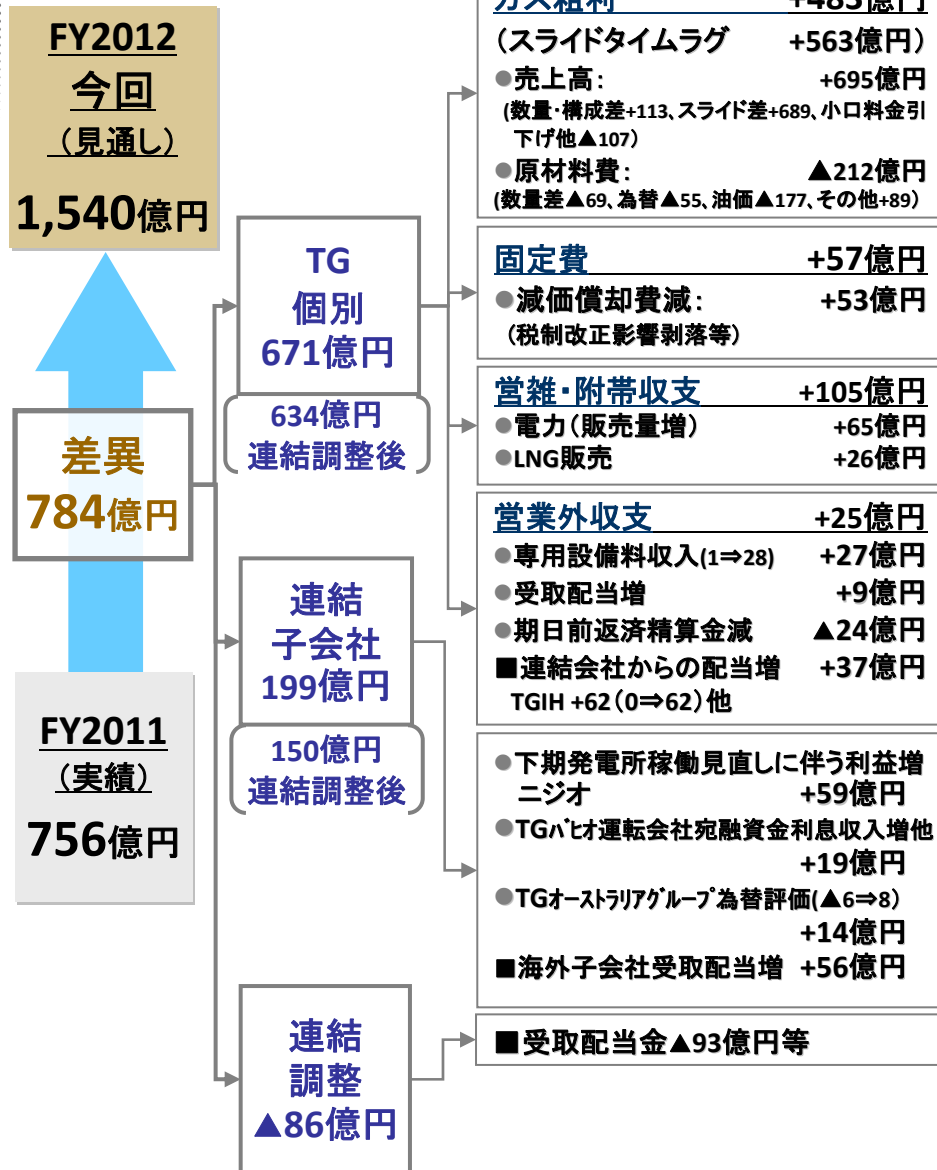 FY2012
今回
（見通し）
1,540億円
差異
784億円
FY2011
（実績）
756億円
TG
個別
671億円
634億円
連結調整後
連結
子会社
199億円
150億円
連結調整後
連結
調整
▲86億円
ガス粗利 +483億円
（スライドタイムラグ +563億円）
●売上高： +695億円
(数量・構成差+113、スライド差+689、小口料金引
下げ他▲107）
●原材料費： ▲212億円
(数量差▲69、為替▲55、油価▲177、その他+89）
固定費 +57億円
●減価償却費減： +53億円
（税制改正影響剥落等）
営雑・附帯収支 +105億円
●電力（販売量増） +65億円
●LNG販売 +26億円
営業外収支 +25億円
●専用設備料収入(1⇒28) +27億円
●受取配当増 +9億円
●期日前返済精算金減 ▲24億円
■連結会社からの配当増 +37億円
TGIH +62（0⇒62）他
●下期発電所稼働見直しに伴う利益増
ニジオ +59億円
●TGﾊﾞﾋｵ運転会社宛融資金利息収入増他
+19億円
●TGｵｰｽﾄﾗﾘｱｸﾞﾙｰﾌﾟ為替評価(▲6⇒8）
+14億円
■海外子会社受取配当増 +56億円
■受取配当金▲93億円等